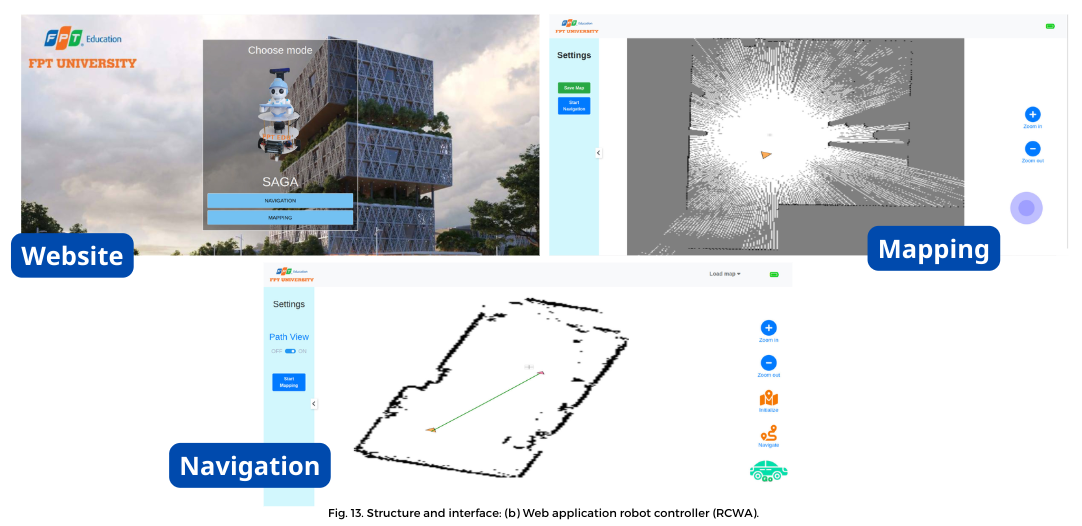 FPT Education
FPT UNIVERSITY
Choose mode
SAGA
NAVIGATION
MAPPING
Website
FPT Education
FPT UNIVERSITY
Settings
Save Map
Start
Navigation
Zoom in
Zoom out
Mapping
FPT Education
FPT UNIVERSITY
Load map
Settings
Path View
OFF ON
Start
Mapping
Zoom in
Zoom out
Initialize
Navigate
Go
Navigation
Fig. 13. Structure and interface: (b) Web application robot controller (RCWA).